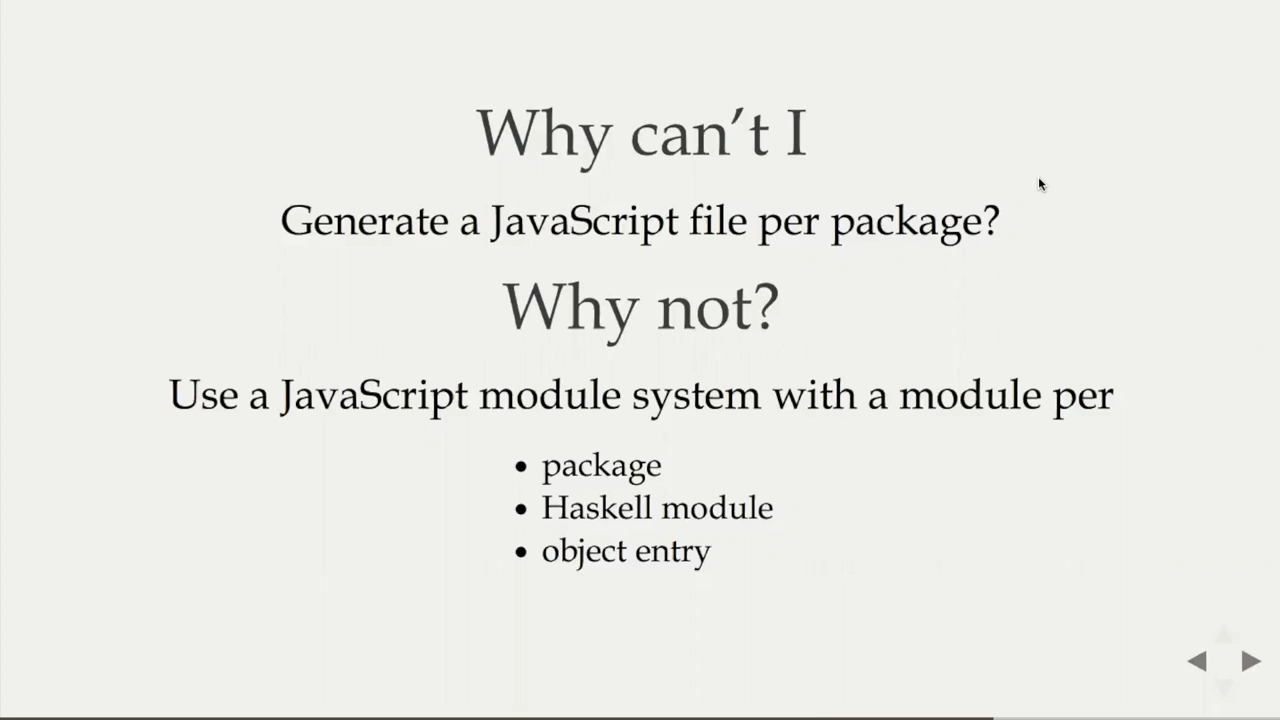 Why can’t I
Generate a JavaScript file per package?
Why not?
Use a JavaScript module system with a module per
• package
• Haskell module
• object entry